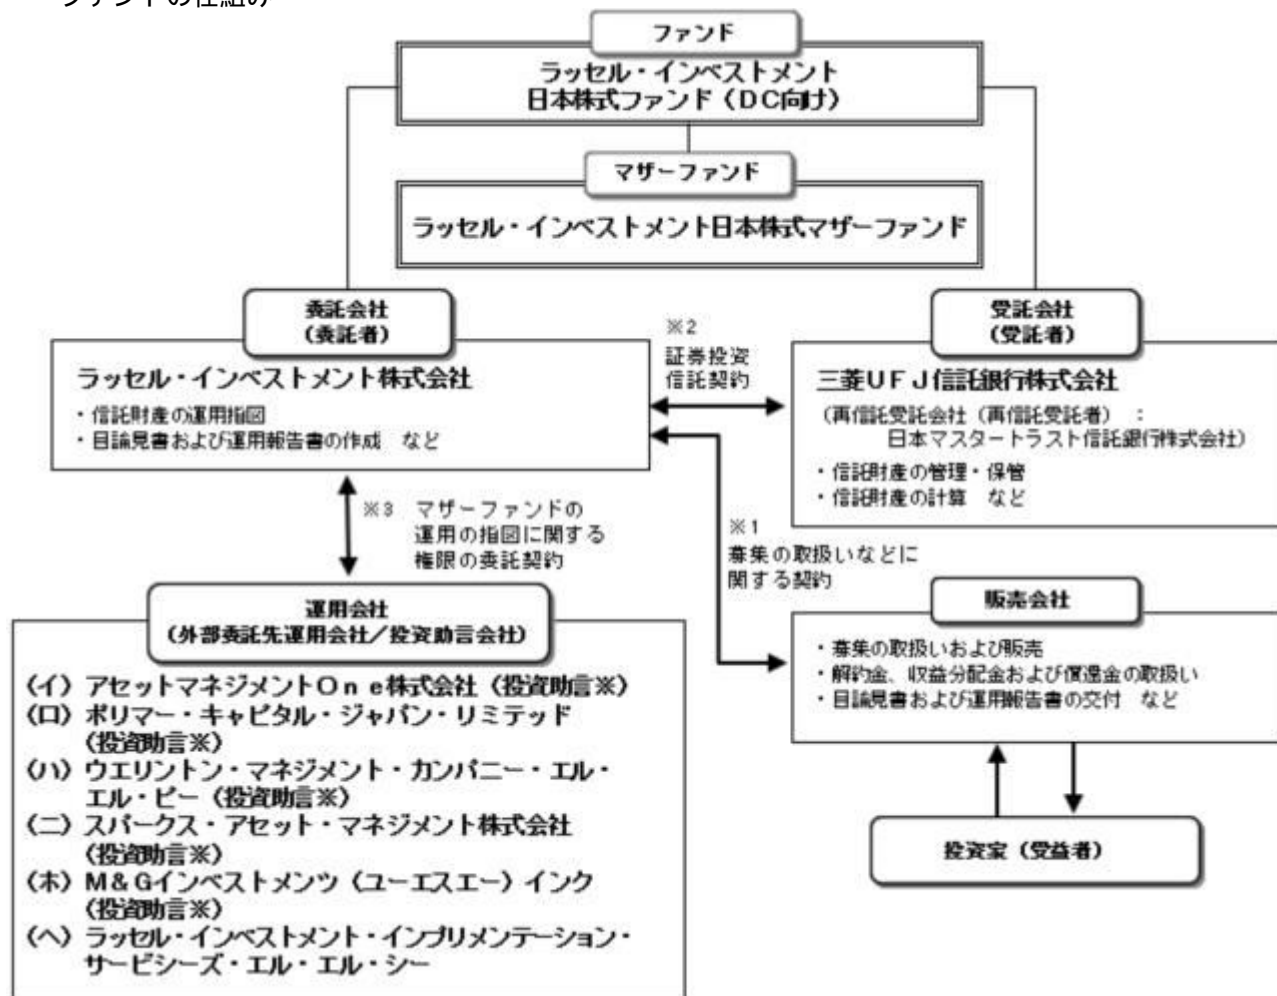 ファンドの仕組み
ファンド
ラッセル・インベストメント
日本株式ファンド（ＤＣ向け）
マザーファンド
ラッセル・インベストメント日本株式マザーファンド
委託会社
（委託者）
ラッセル・インベストメント株式会社
・信託財産の運用指図
・目論見書および運用報告書の作成　など
※2
証券投資
信託契約
受託会社
（受託者）
三菱ＵＦＪ信託銀行株式会社
（再信託受託会社（再信託受託者）：
日本マスタートラスト信託銀行株式会社）
・信託財産の管理・保管
・信託財産の計算　など
※3　マザーファンドの
運用の指図に関する
権限の委託契約
※1
募集の取扱いなどに
関する契約
運用会社
（外部委託先運用会社／投資助言会社）
（イ）アセットマネジメントＯｎｅ株式会社（投資助言※）
（ロ）ポリマー・キャピタル・ジャパン・リミテッド
（投資助言※）
（ハ）ウエリントン・マネジメント・カンパニー・エル・
エル・ピー（投資助言※）
（ニ）スパークス・アセット・マネジメント株式会社
（投資助言※）
（ホ）Ｍ＆Ｇインベストメンツ（ユーエスエー）インク
（投資助言※）
（ヘ）ラッセル・インベストメント・インプリメンテーション・
サービシーズ・エル・エル・シー
販売会社
・募集の取扱いおよび販売
・解約金、収益分配金および償還金の取扱い
・目論見書および運用報告書の交付　など
投資家（受益者）